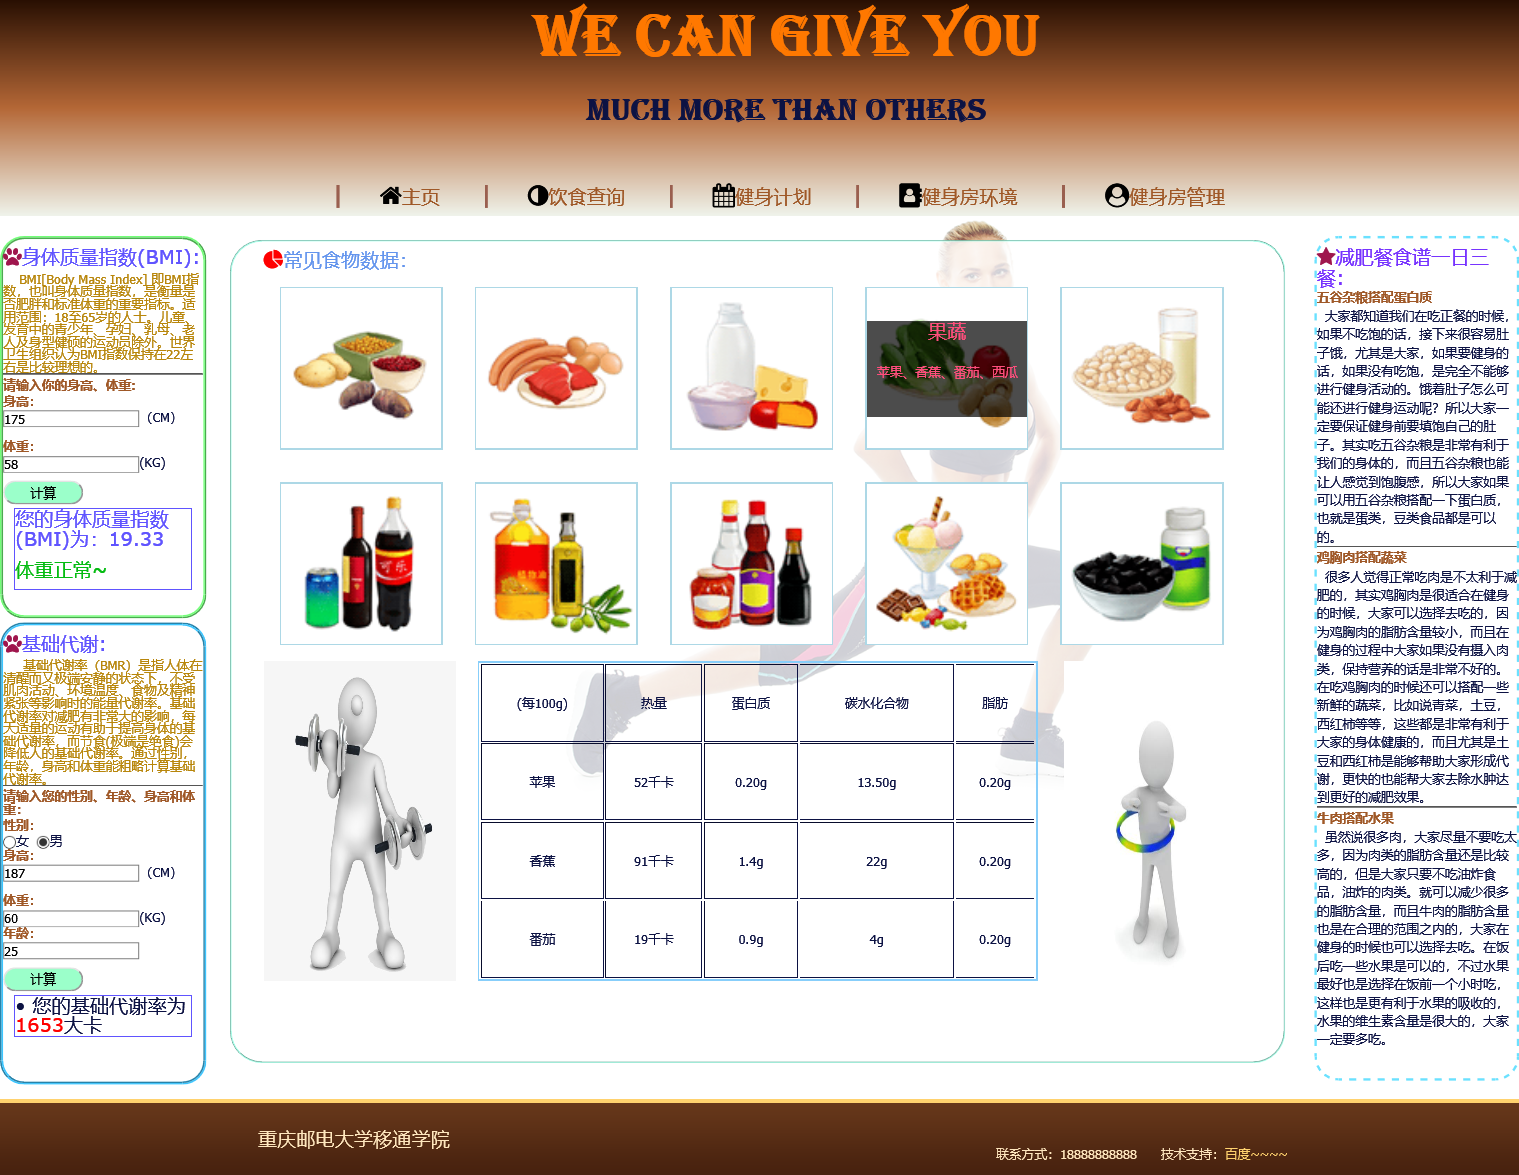 WE CAN GIVE YOU
MUCH MORE THAN OTHERS
主页
饮食查询
健身计划
健身房环境
健身房管理
身体质量指数(BMI):
BMI[Body Mass Index] 即BMI指
数，也叫身体质量指数，是衡量是
否肥胖和标准体重的重要指标。适
用范围：18至65岁的人士。儿童、
发育中的青少年、孕妇、乳母、老
人及身型健硕的运动员除外。世界
卫生组织认为BMI指数保持在22左
右是比较理想的。
请输入你的身高、体重:
身高:
175 （CM）
体重:
58 (KG)
计算
您的身体质量指数
(BMI)为：19.33
体重正常~
基础代谢:
基础代谢率（BMR）是指人体在
清醒而又极端安静的状态下，不受
肌肉活动、环境温度、食物及精神
紧张等影响时的能量代谢率。基础
代谢率对减肥有非常大的影响，每
天适量的运动有助于提高身体的基
础代谢率，而节食(极端是绝食)会
降低人的基础代谢率。通过性别，
年龄，身高和体重能粗略计算基础
代谢率。
请输入您的性别、年龄、身高和体
重:
性别:
女 男
身高:
187 （CM）
体重:
60 (KG)
年龄:
25
计算
• 您的基础代谢率为
1653大卡
常见食物数据:
果蔬
苹果、香蕉、番茄、西瓜
可乐
(每100g) 热量 蛋白质 碳水化合物 脂肪
苹果 52千卡 0.20g 13.50g 0.20g
香蕉 91千卡 1.4g 22g 0.20g
番茄 19千卡 0.9g 4g 0.20g
减肥餐食谱一日三
餐:
五谷杂粮搭配蛋白质
大家都知道我们在吃正餐的时候，
如果不吃饱的话，接下来很容易肚
子饿，尤其是大家，如果要健身的
话，如果没有吃饱，是完全不能够
进行健身活动的。饿着肚子怎么可
能还进行健身运动呢？所以大家一
定要保证健身前要填饱自己的肚
子。其实吃五谷杂粮是非常有利于
我们的身体的，而且五谷杂粮也能
让人感觉到饱腹感，所以大家如果
可以用五谷杂粮搭配一下蛋白质，
也就是蛋类，豆类食品都是可以
的。
鸡胸肉搭配蔬菜
很多人觉得正常吃肉是不太利于减
肥的，其实鸡胸肉是很适合在健身
的时候，大家可以选择去吃的，因
为鸡胸肉的脂肪含量较小，而且在
健身的过程中大家如果没有摄入肉
类，保持营养的话是非常不好的。
在吃鸡胸肉的时候还可以搭配一些
新鲜的蔬菜，比如说青菜，土豆，
西红柿等等，这些都是非常有利于
大家的身体健康的，而且尤其是土
豆和西红柿是能够帮助大家形成代
谢，更快的也能帮大家去除水肿达
到更好的减肥效果。
牛肉搭配水果
虽然说很多肉，大家尽量不要吃太
多，因为肉类的脂肪含量还是比较
高的，但是大家只要不吃油炸食
品，油炸的肉类。就可以减少很多
的脂肪含量，而且牛肉的脂肪含量
也是在合理的范围之内的，大家在
健身的时候也可以选择去吃。在饭
后吃一些水果是可以的，不过水果
最好也是选择在饭前一个小时吃，
这样也是更有利于水果的吸收的，
水果的维生素含量是很大的，大家
一定要多吃。
重庆邮电大学移通学院
联系方式：18888888888 技术支持：百度~~~~